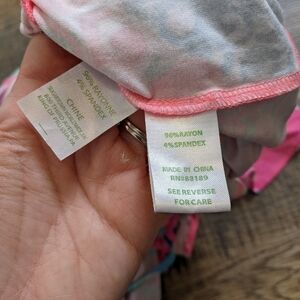 96% RAYONNE
4% SPANDEX
CHINE
96%RAYON
4%SPANDEX
MADE IN CHINA
RN#88189
SEE REVERSE
FOR CARE